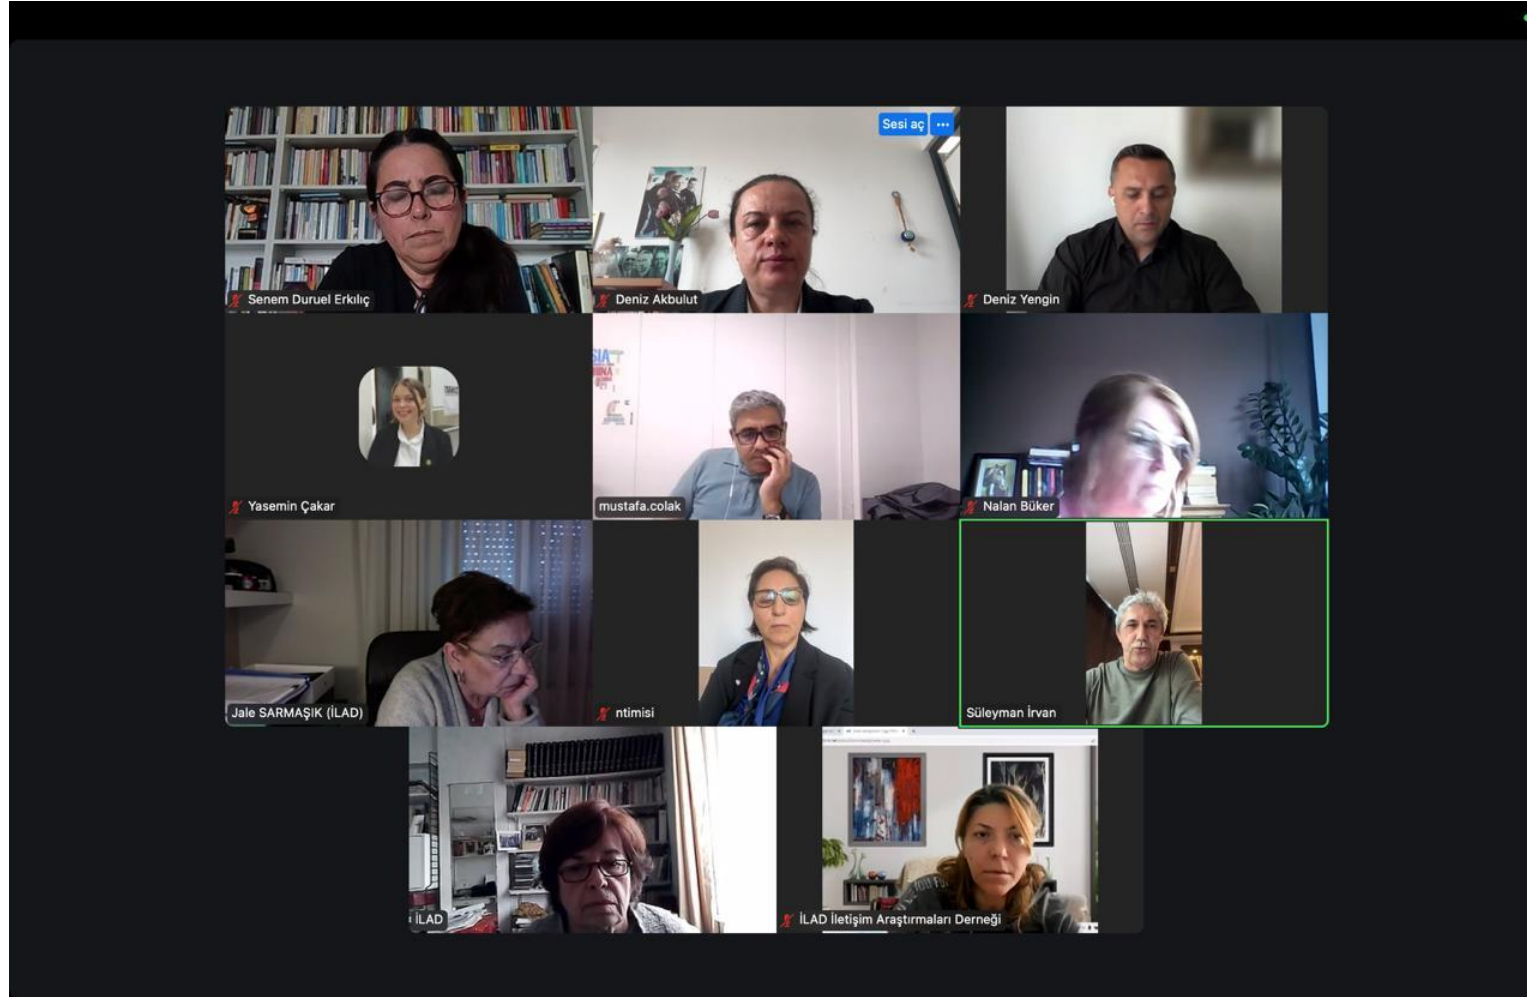 Sesi aç
Senem Duruel Erkılıç
Deniz Akbulut
Deniz Yengin
Yasemin Çakar
mustafa.colak
Nalan Büker
Jale SARMAŞIK (İLAD)
ntimisi
Süleyman İrvan
İLAD
İLAD İletişim Araştırmaları Derneği